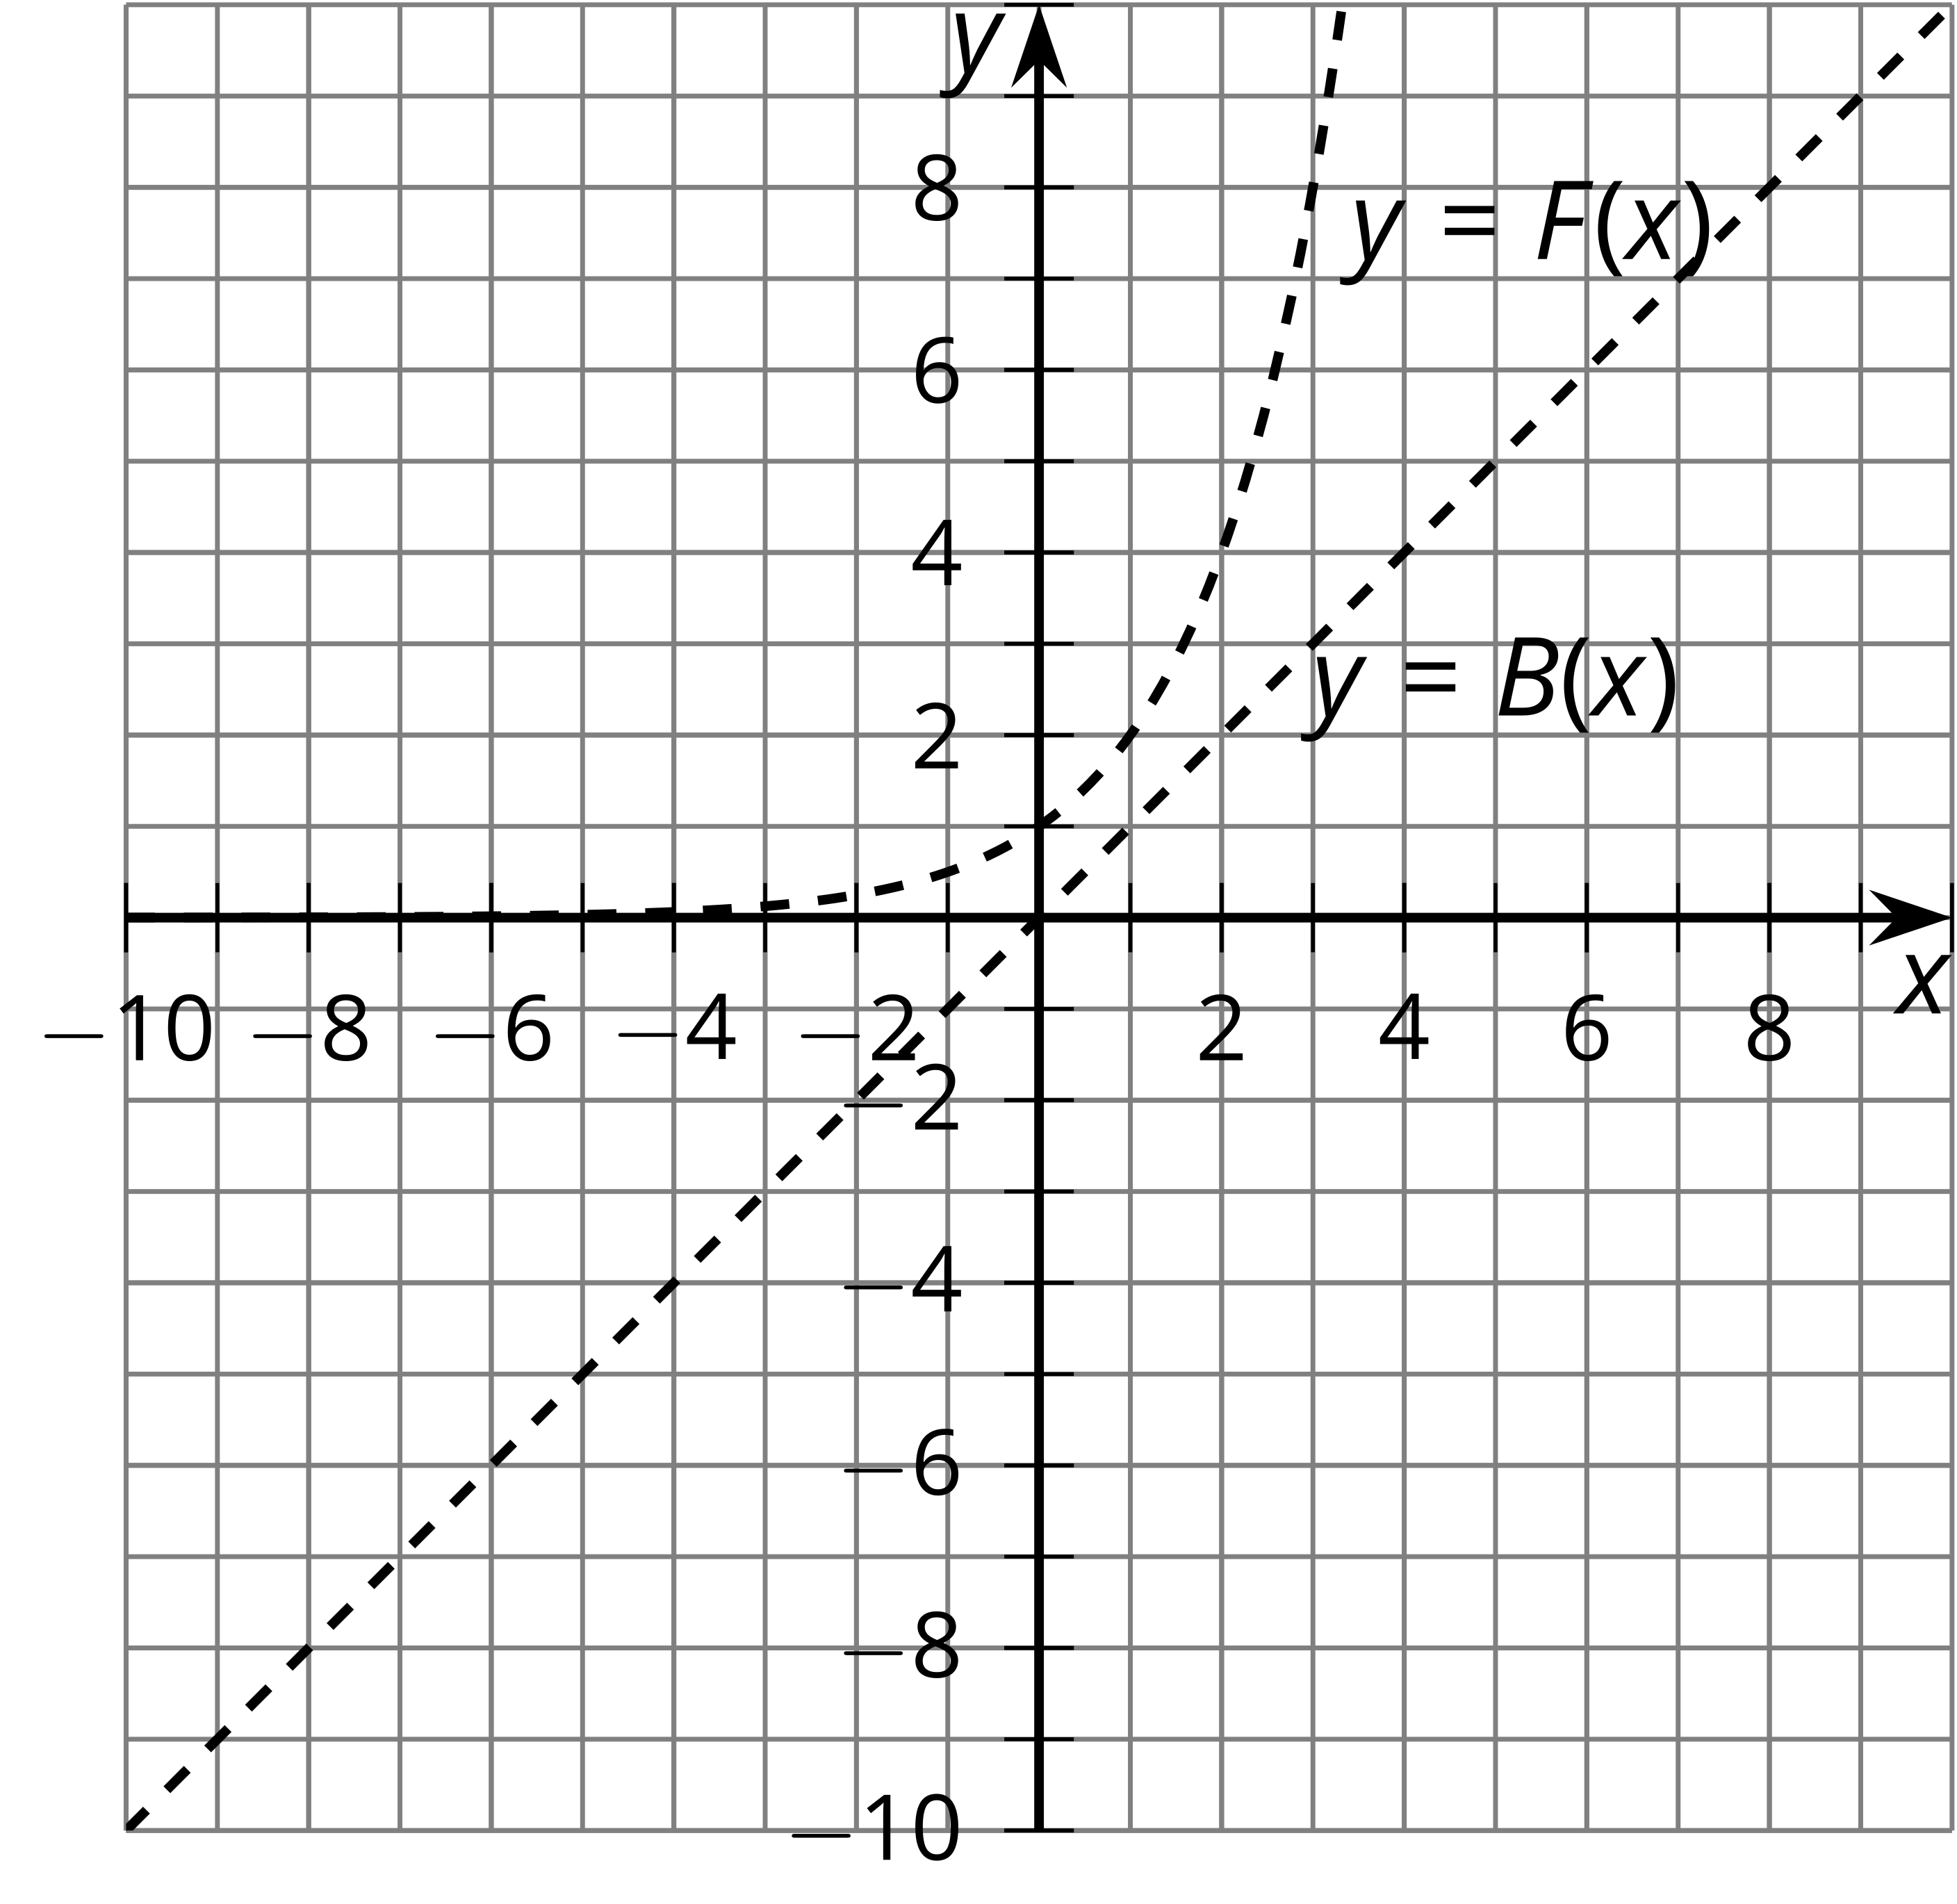 y
8
y = F(x)
6
4
y = B(x)
2
x
−10 −8 −6 −4 −2 2 4 6 8
−2
−4
−6
−8
−10